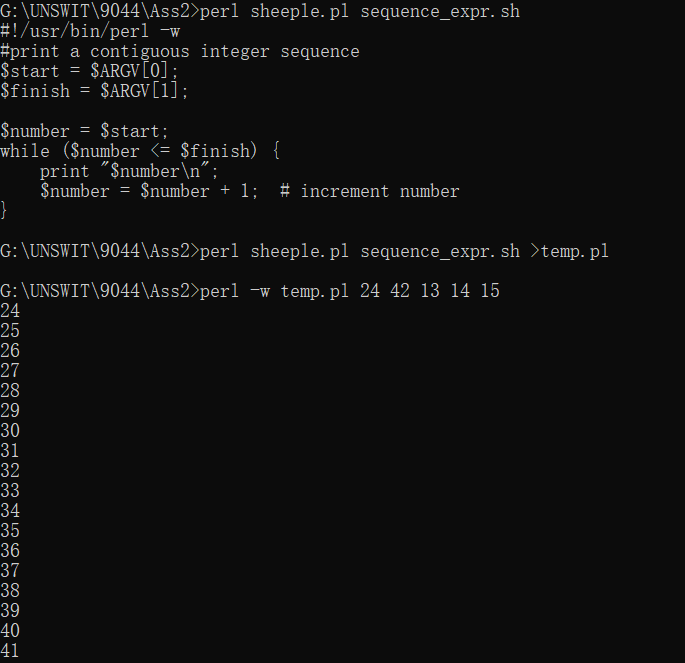 G:\UNSWIT\9044\Ass2>perl sheeple.pl sequence_expr.sh
#!/usr/bin/perl -w
#print a contiguous integer sequence
$start = $ARGV[0];
$finish = $ARGV[1];
$number = $start;
while ($number <= $finish) {
    print "$number\n";
    $number = $number + 1;  # increment number
}
G:\UNSWIT\9044\Ass2>perl sheeple.pl sequence_expr.sh >temp.pl
G:\UNSWIT\9044\Ass2>perl -w temp.pl 24 42 13 14 15
24
25
26
27
28
29
30
31
32
33
34
35
36
37
38
39
40
41